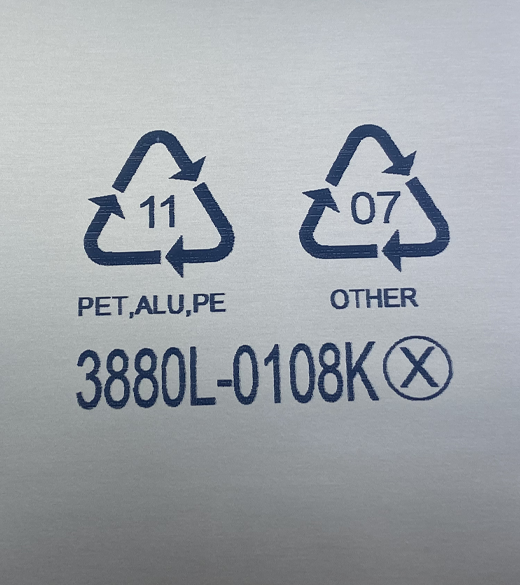 11 07
PET,ALU,PE OTHER
3880L-0108K Ⓧ